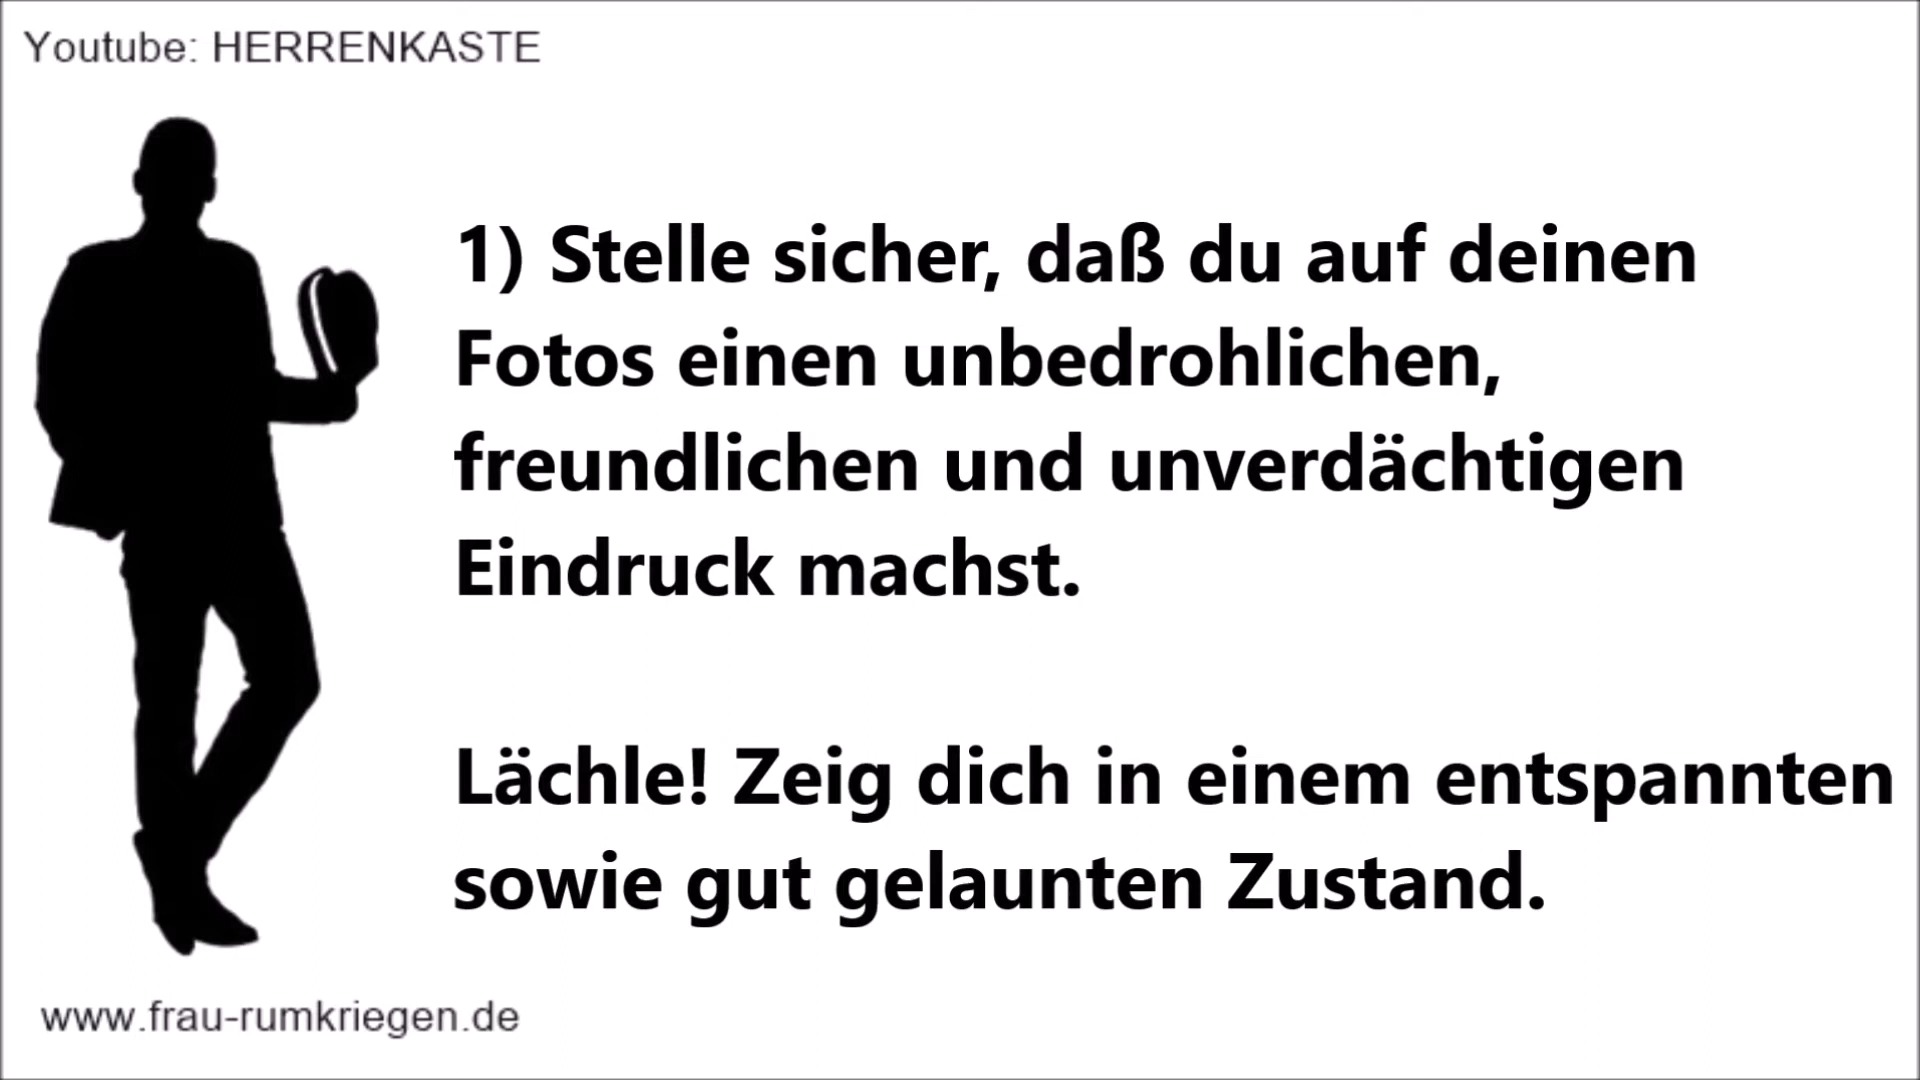 Youtube: HERRENKASTE
1) Stelle sicher, daß du auf deinen
Fotos einen unbedrohlichen,
freundlichen und unverdächtigen
Eindruck machst.
Lächle! Zeig dich in einem entspannten
sowie gut gelaunten Zustand.
www.frau-rumkriegen.de